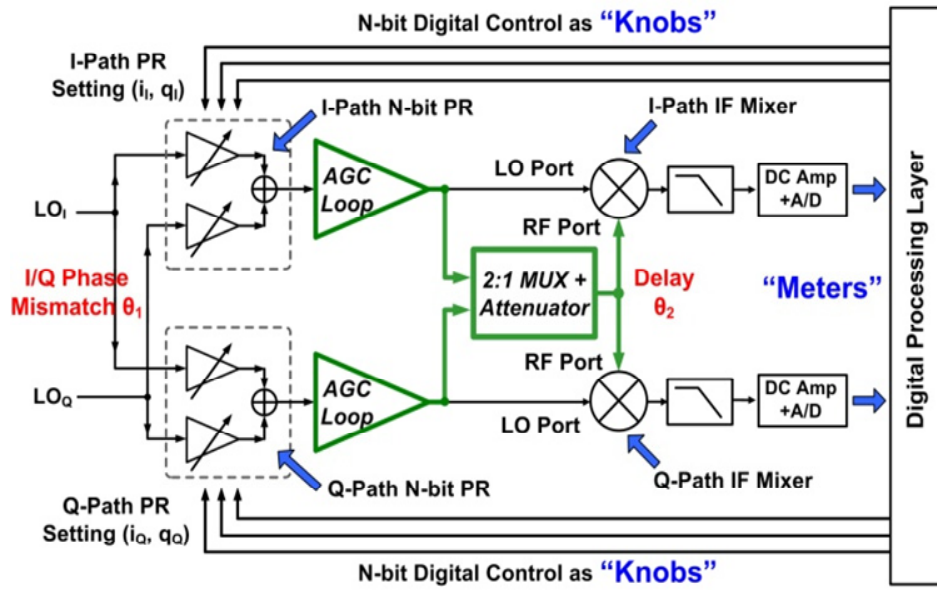 N-bit Digital Control as “Knobs”
I-Path PR
Setting (iI, qI)
I-Path N-bit PR
I-Path IF Mixer
AGC
Loop
LO Port
DC Amp
+A/D
LOI
RF Port
I/Q Phase
Mismatch θ1
2:1 MUX +
Attenuator
Delay
θ2
“Meters”
Digital Processing Layer
RF Port
LOQ
AGC
Loop
LO Port
DC Amp
+A/D
Q-Path N-bit PR
Q-Path IF Mixer
Q-Path PR
Setting (iQ, qQ)
N-bit Digital Control as “Knobs”